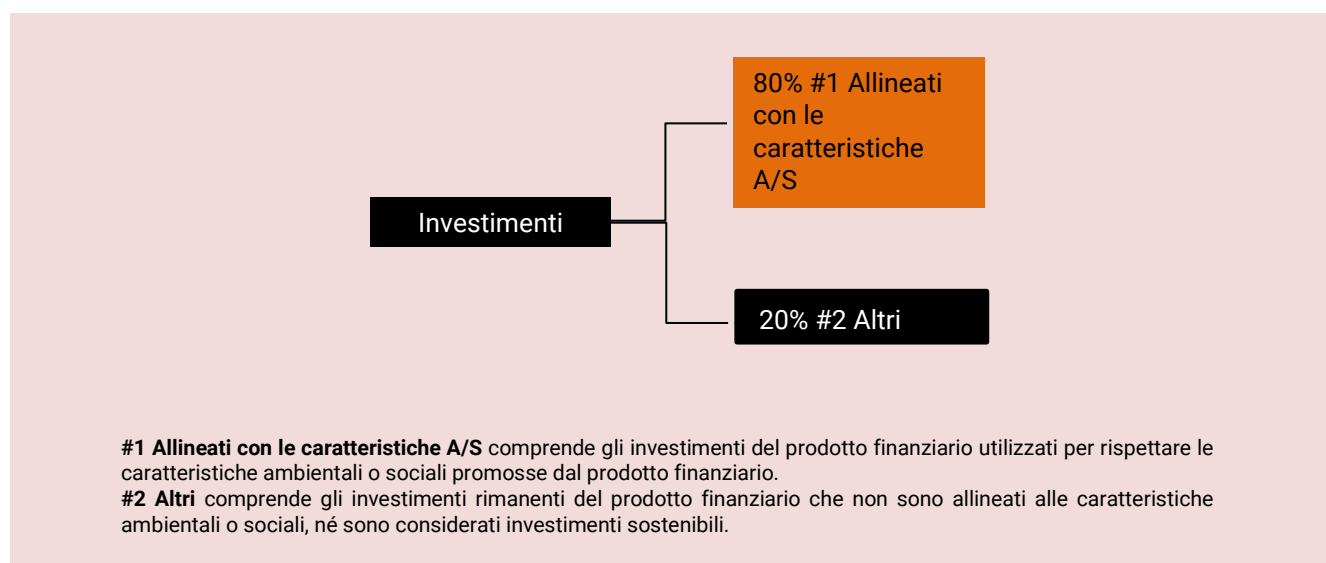 80% #1 Allineati
con le
caratteristiche
A/S
Investimenti
20% #2 Altri
#1 Allineati con le caratteristiche A/S comprende gli investimenti del prodotto finanziario utilizzati per rispettare le
caratteristiche ambientali o sociali promosse dal prodotto finanziario.
#2 Altri comprende gli investimenti rimanenti del prodotto finanziario che non sono allineati alle caratteristiche
ambientali o sociali, né sono considerati investimenti sostenibili.